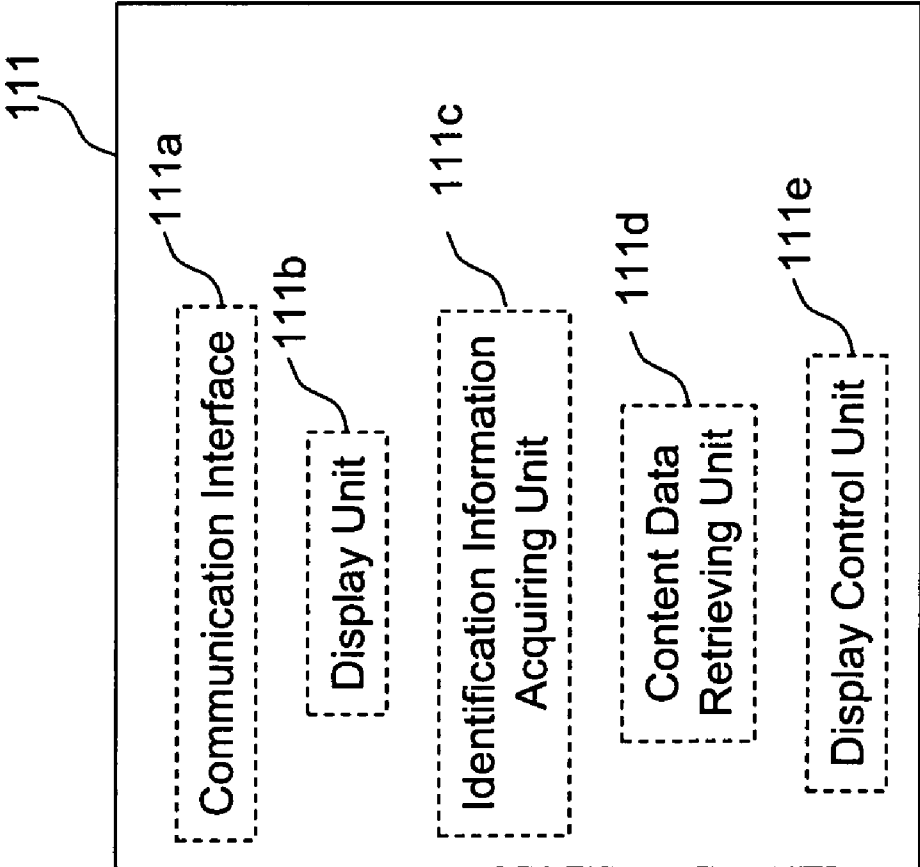 111
111a
Communication Interface
111b
Display Unit
111c
Identification Information
Acquiring Unit
111d
Content Data
Retrieving Unit
111e
Display Control Unit